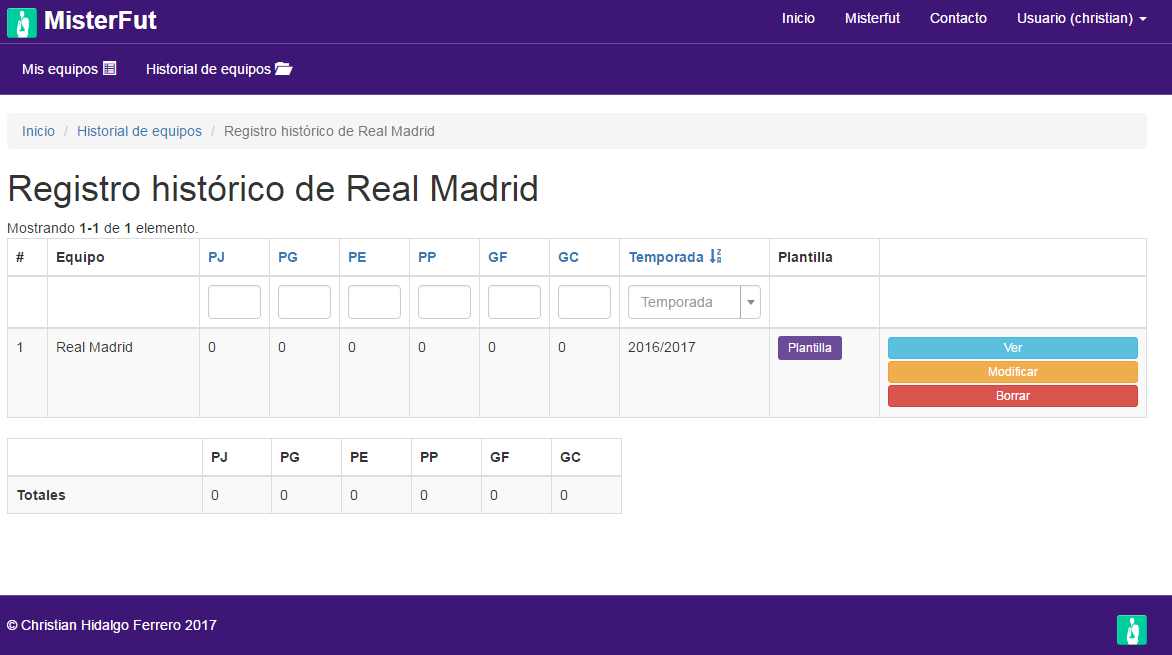 MisterFut
Inicio Misterfut Contacto Usuario (christian)
Mis equipos Historial de equipos
Inicio / Historial de equipos / Registro histórico de Real Madrid
Registro histórico de Real Madrid
Mostrando 1-1 de 1 elemento.
# Equipo PJ PG PE PP GF GC Temporada Plantilla
Temporada
1 Real Madrid 0 0 0 0 0 0 2016/2017 Plantilla Ver
Modificar
Borrar
PJ PG PE PP GF GC
Totales 0 0 0 0 0 0
© Christian Hidalgo Ferrero 2017